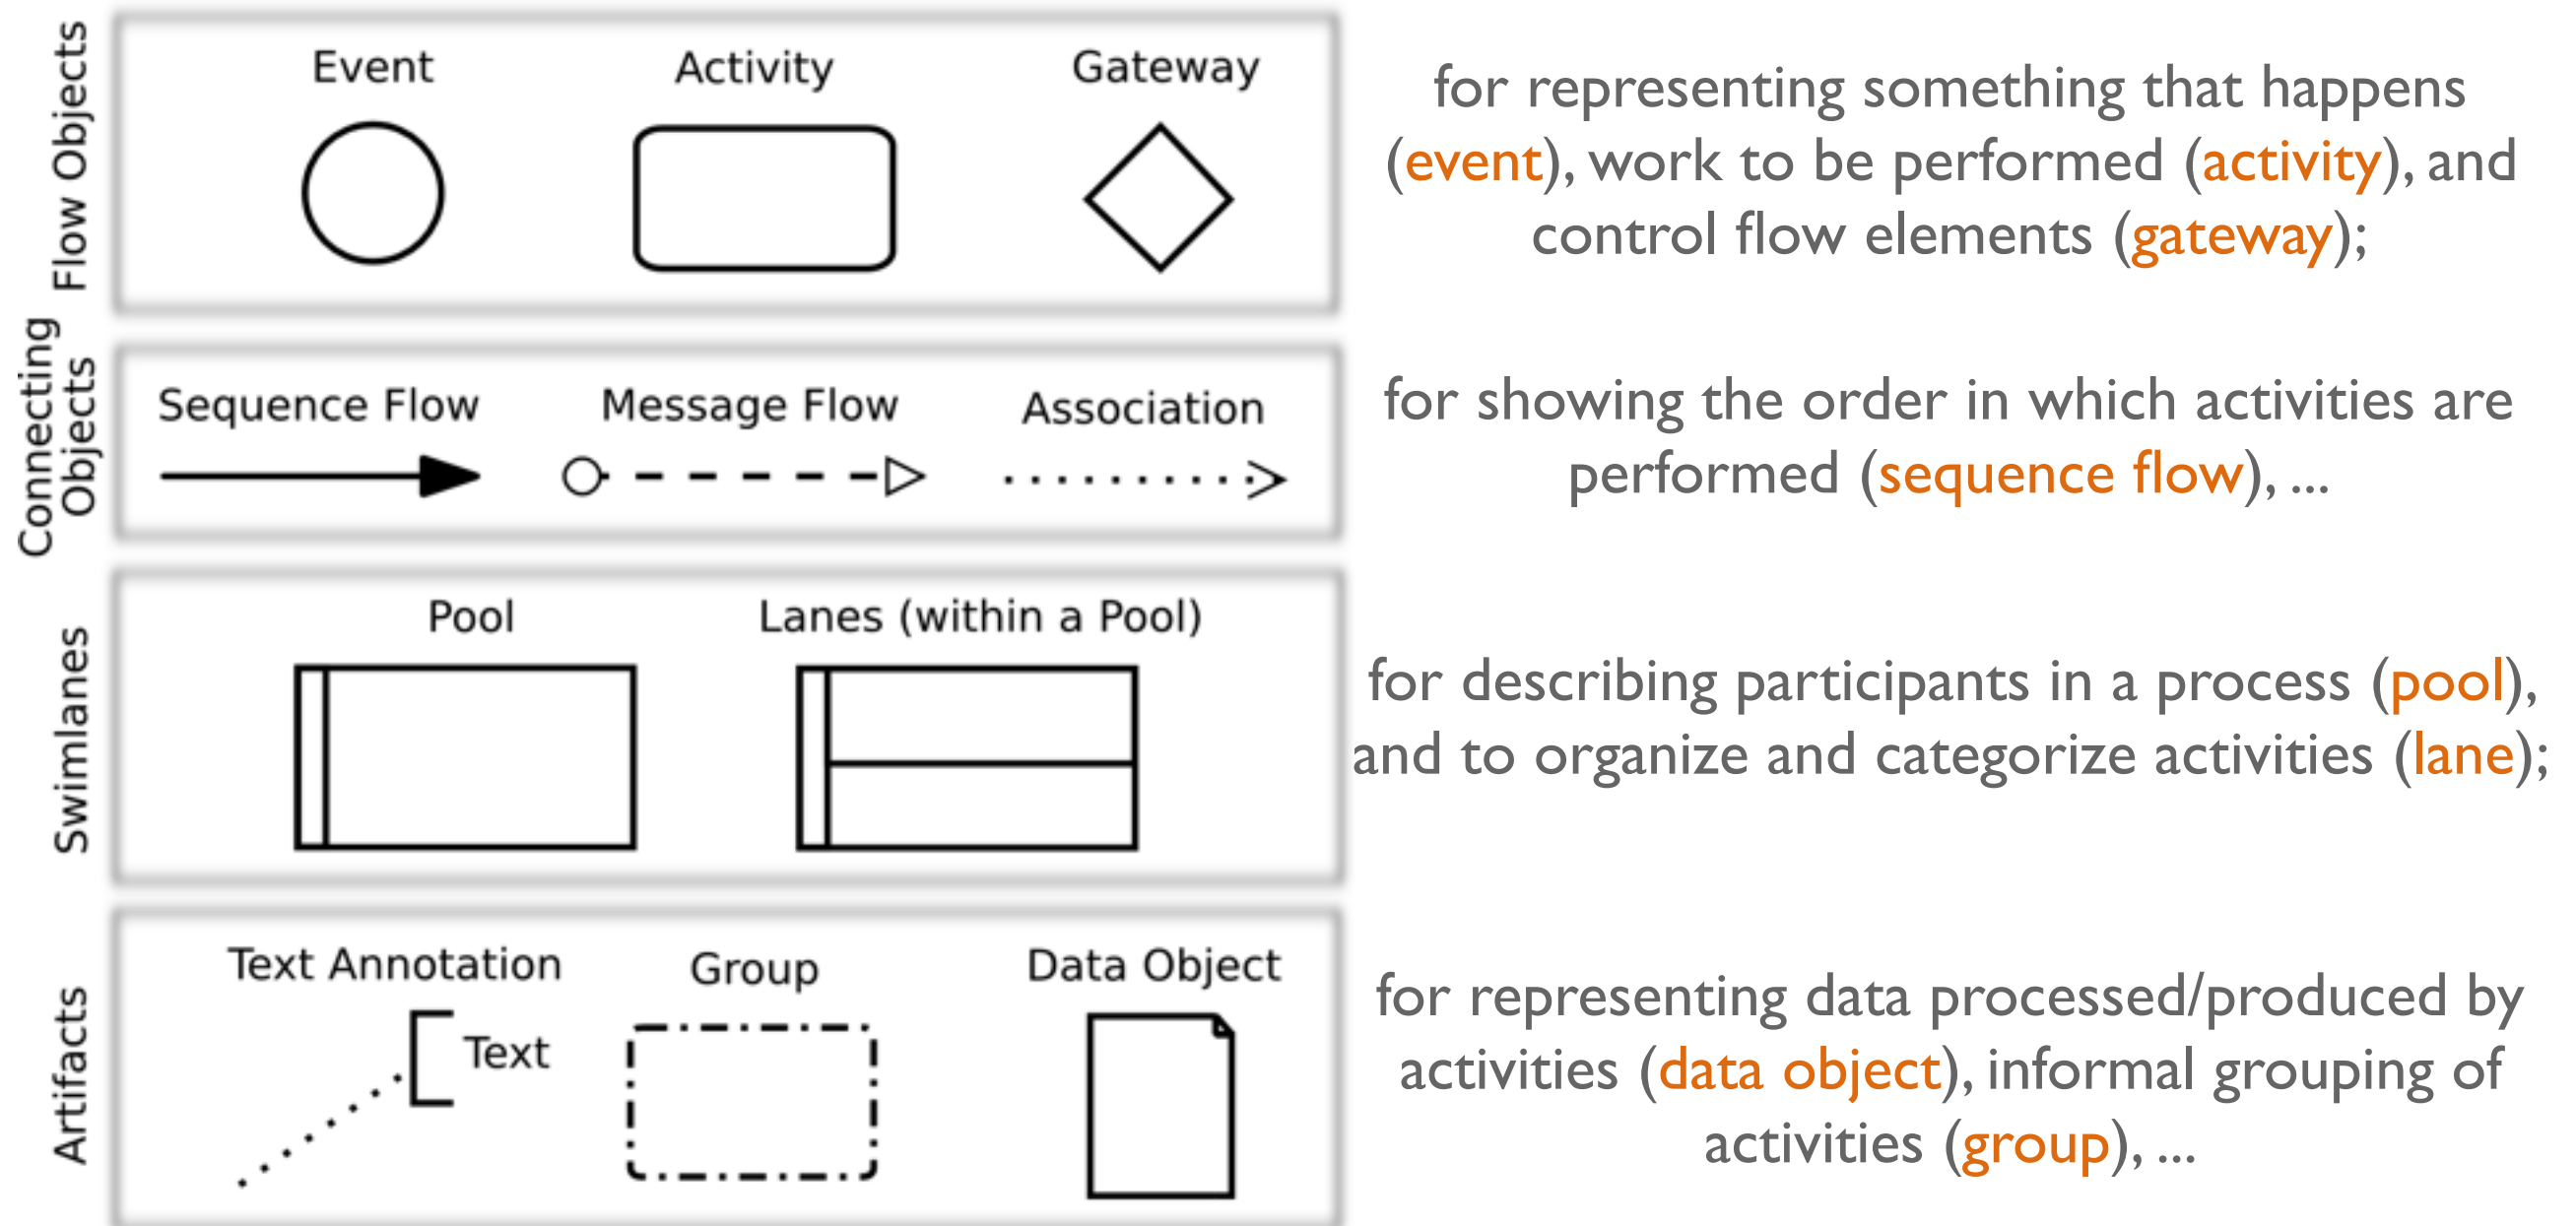 Flow Objects
Event
Activity
Gateway
for representing something that happens
(event), work to be performed (activity), and
control flow elements (gateway);
Connecting
Objects
Sequence Flow
Message Flow
Association
for showing the order in which activities are
performed (sequence flow), ...
Swimlanes
Pool
Lanes (within a Pool)
for describing participants in a process (pool),
and to organize and categorize activities (lane);
Artifacts
Text Annotation
Text
Group
Data Object
for representing data processed/produced by
activities (data object), informal grouping of
activities (group), ...